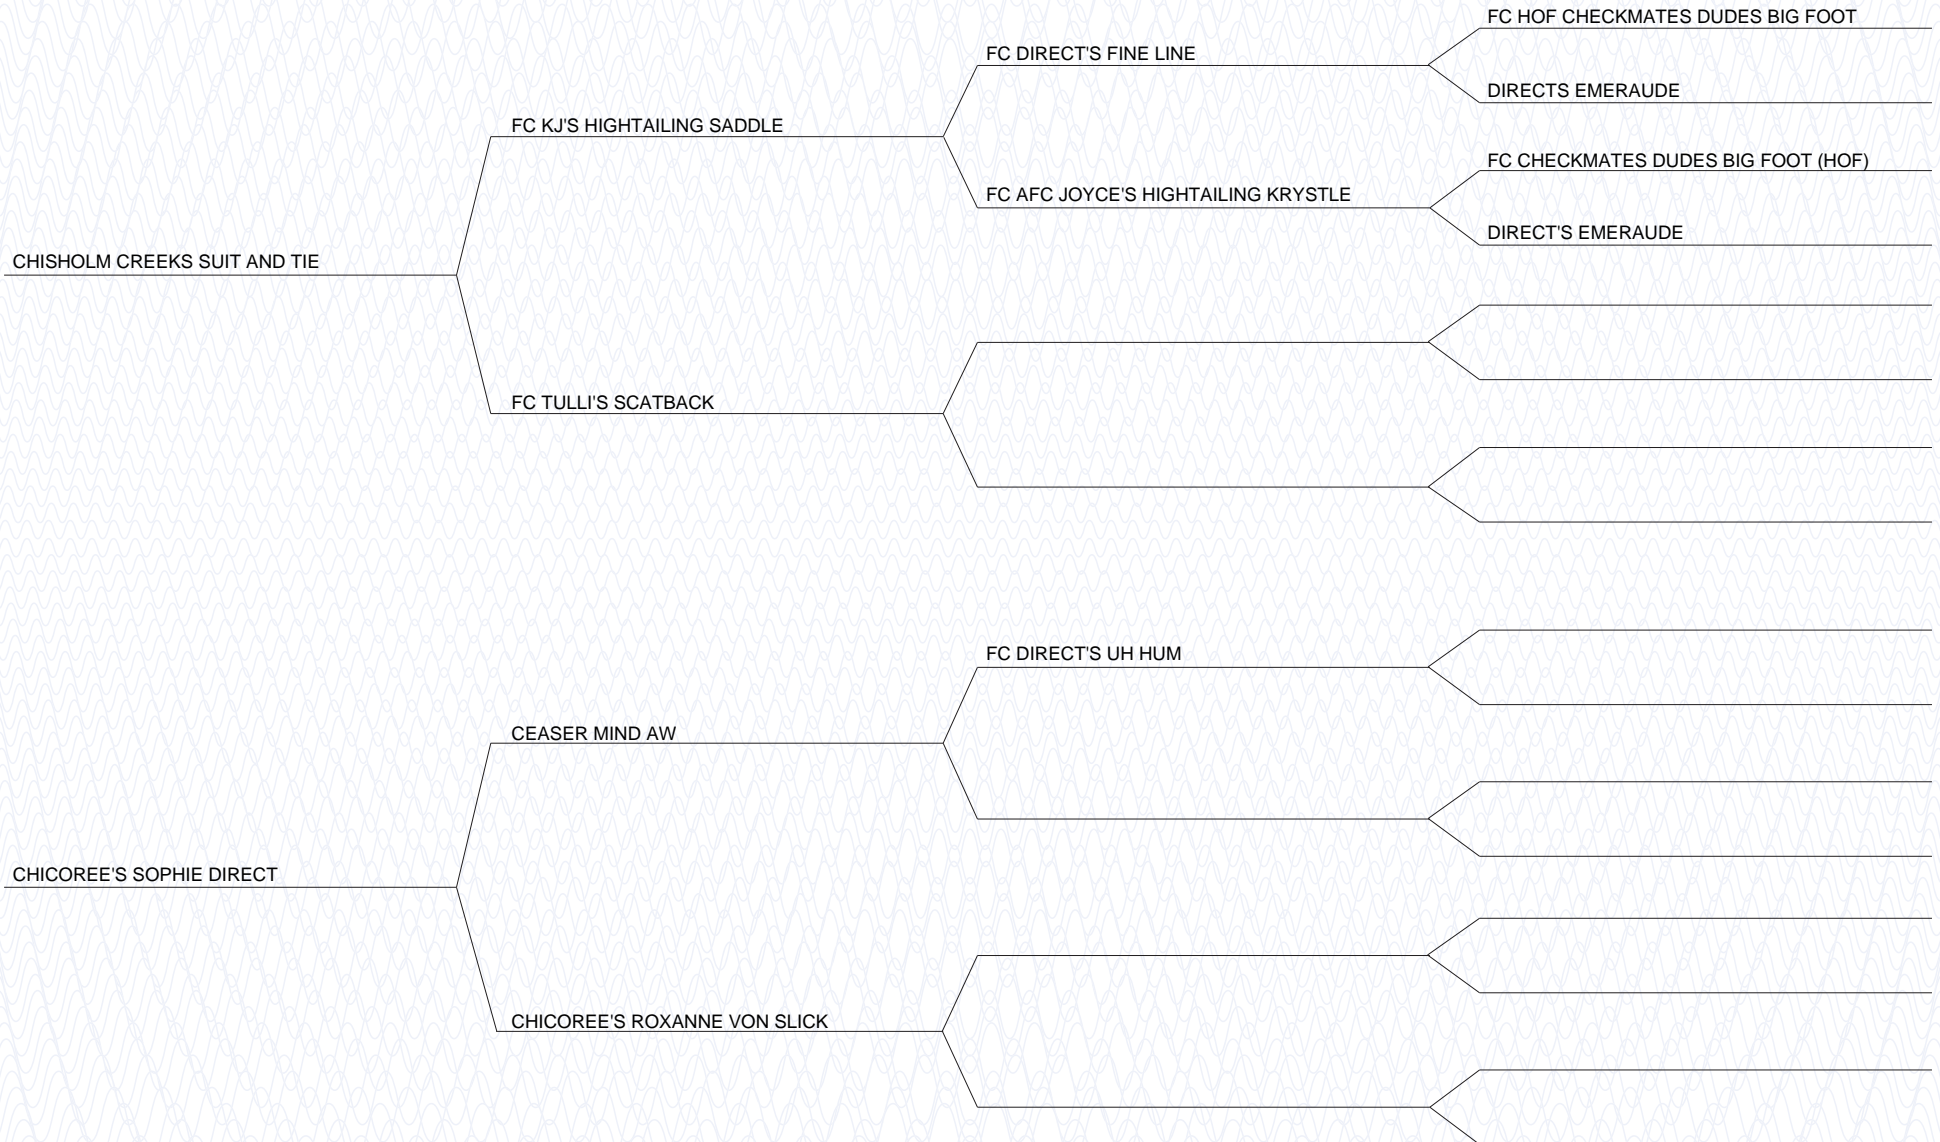 FC HOF CHECKMATES DUDES BIG FOOT
FC DIRECT'S FINE LINE
DIRECTS EMERAUDE
FC KJ'S HIGHTAILING SADDLE
FC CHECKMATES DUDES BIG FOOT (HOF)
FC AFC JOYCE'S HIGHTAILING KRYSTLE
DIRECT'S EMERAUDE
CHISHOLM CREEKS SUIT AND TIE
FC TULLI'S SCATBACK
FC DIRECT'S UH HUM
CEASER MIND AW
CHICOREE'S SOPHIE DIRECT
CHICOREE'S ROXANNE VON SLICK